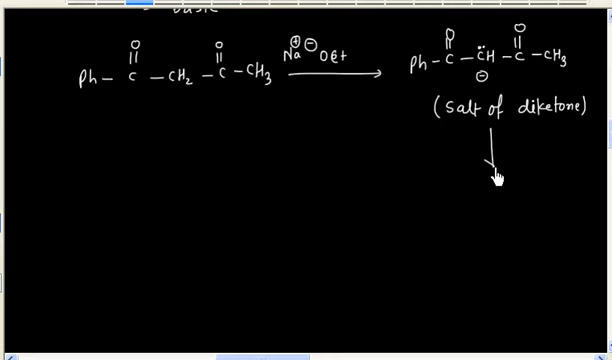 O O Na⊕ ⊖OEt O O
Ph — C — CH₂ — C — CH₃ ⟶ Ph — C — C̈H — C — CH₃
⊖
(salt of diketone)